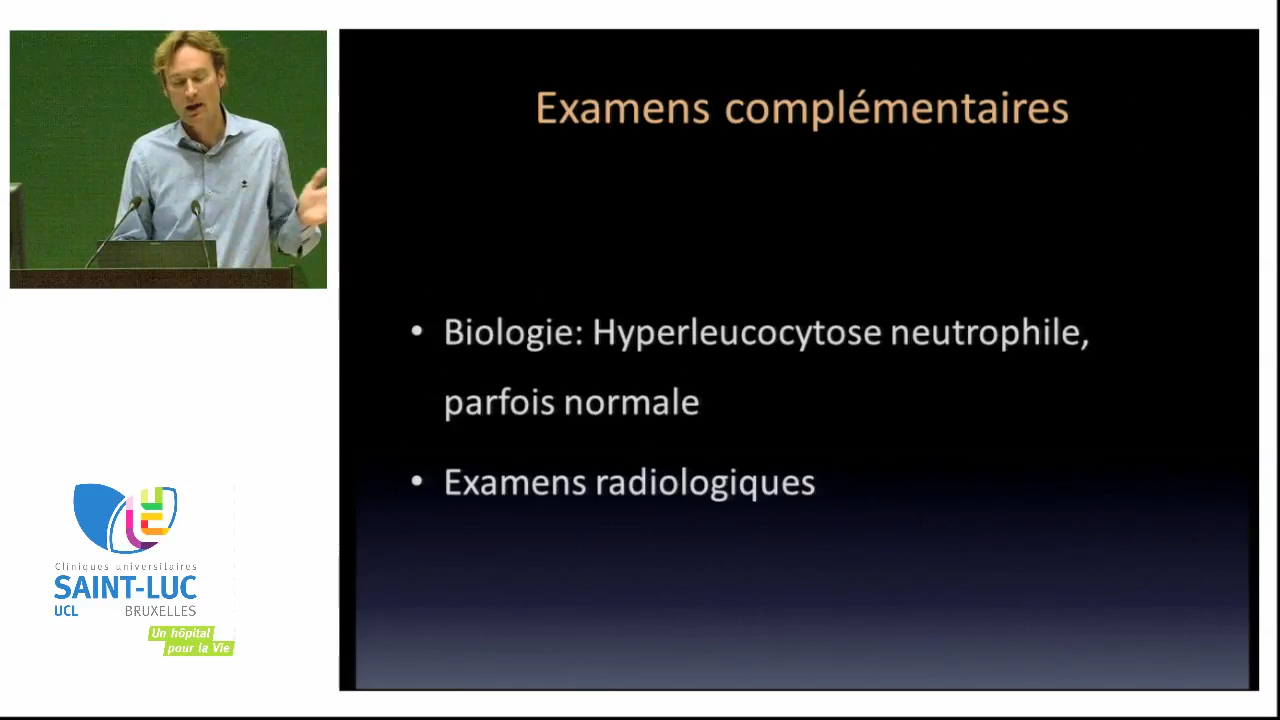 Examens complémentaires
• Biologie: Hyperleucocytose neutrophile,
parfois normale
• Examens radiologiques
Cliniques universitaires
SAINT-LUC
UCL BRUXELLES
Un hôpital
pour la Vie